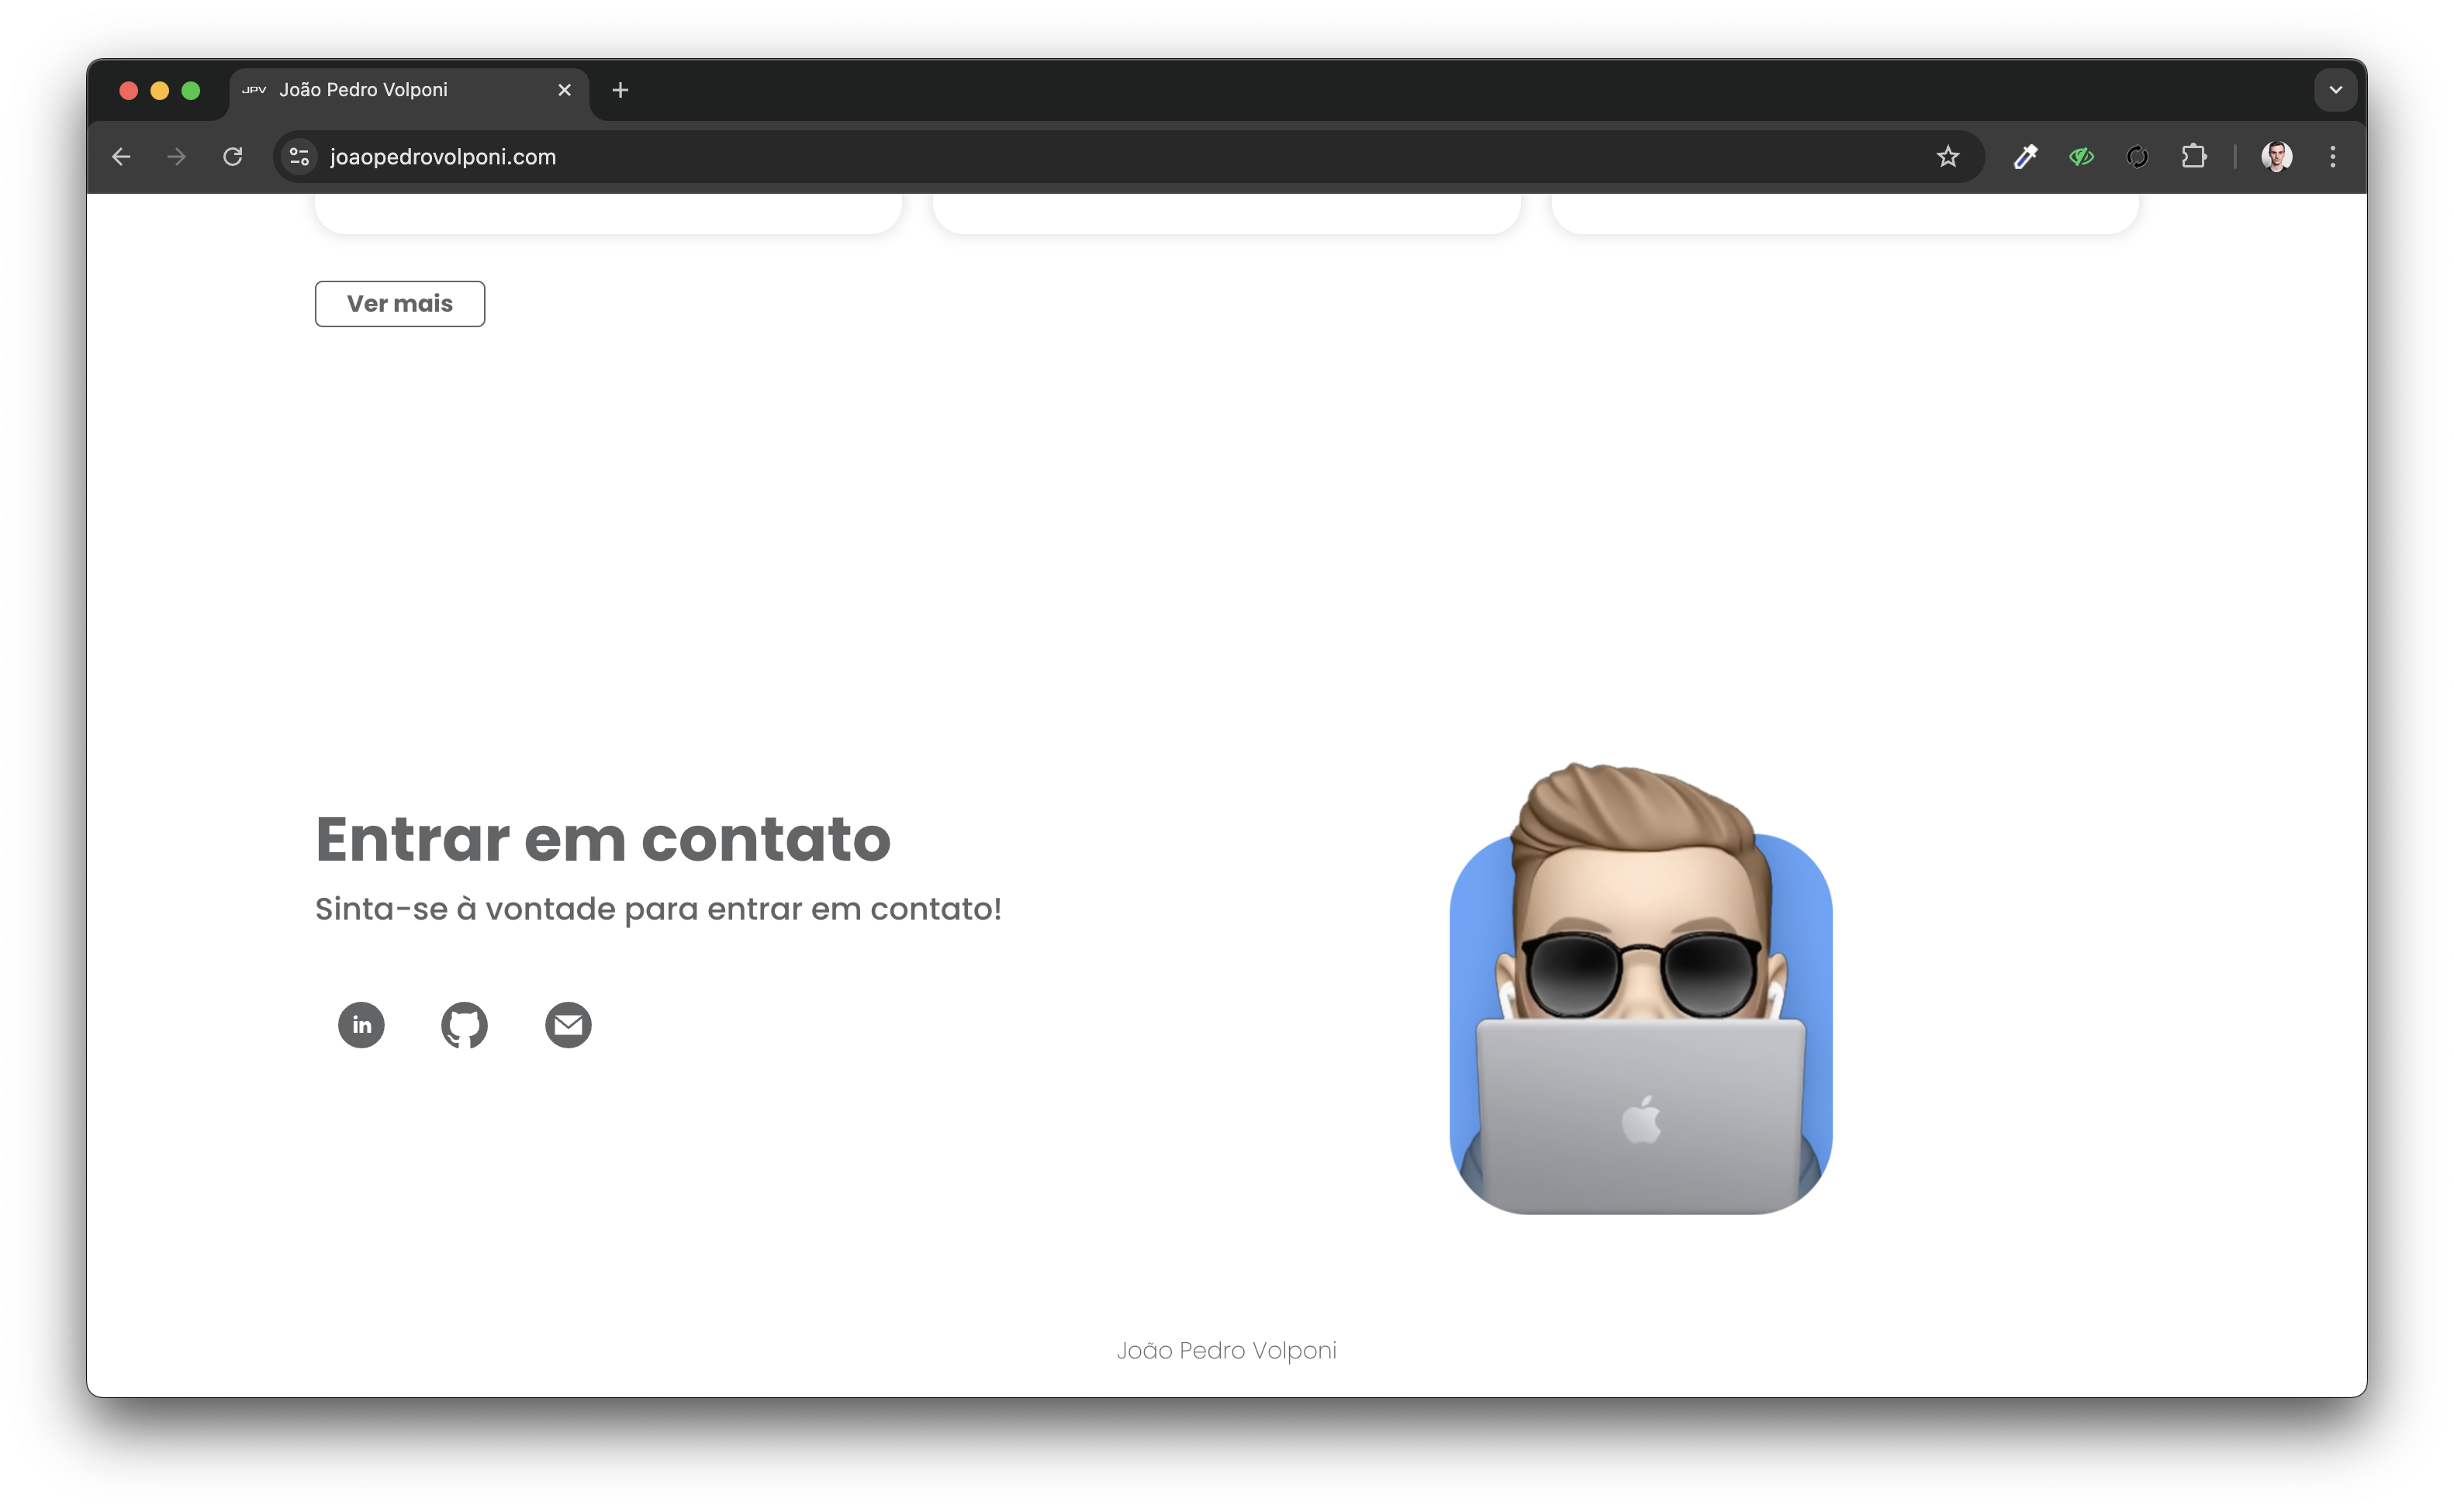 JPV João Pedro Volponi
joaopedrovolponi.com
Ver mais
Entrar em contato
Sinta-se à vontade para entrar em contato!
in
João Pedro Volponi